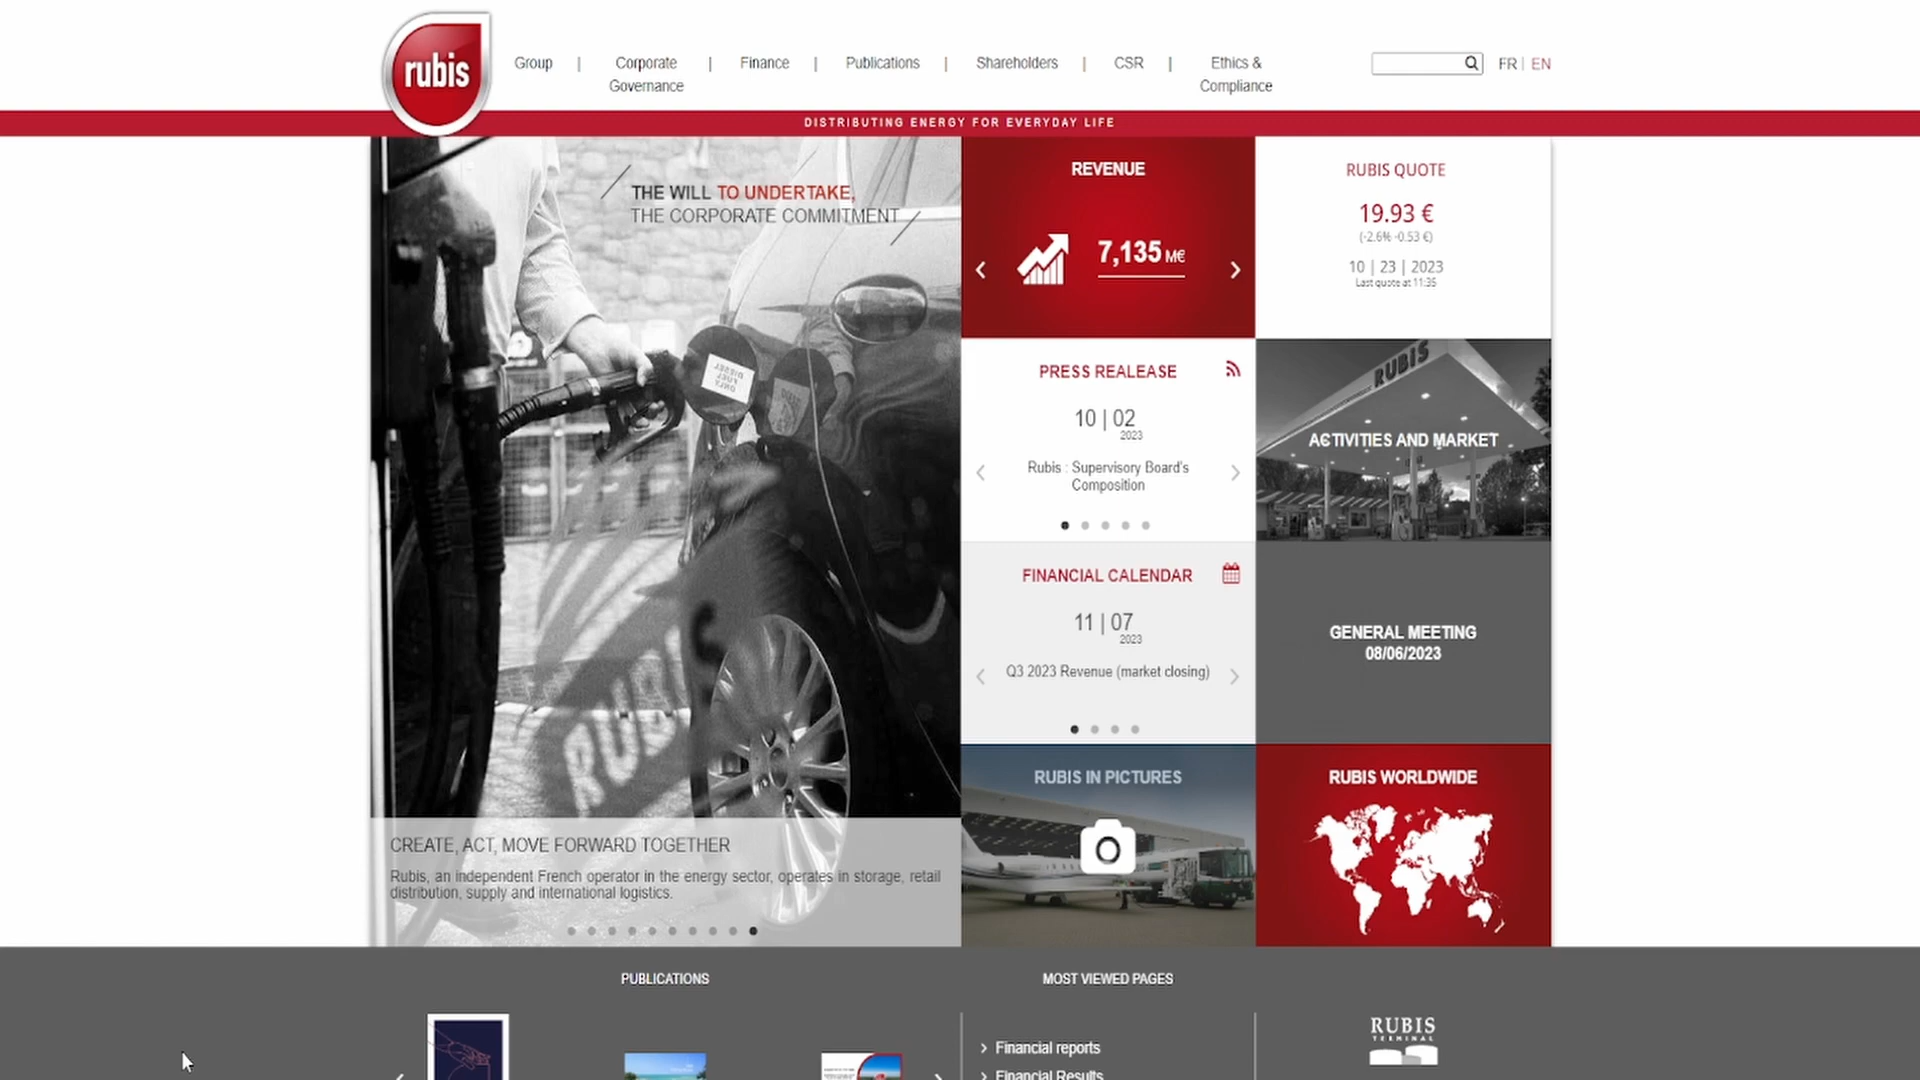 rubis
Group
Corporate
Governance
Finance
Publications
Shareholders
CSR
Ethics &
Compliance
FR | EN
DISTRIBUTING ENERGY FOR EVERYDAY LIFE
THE WILL TO UNDERTAKE,
THE CORPORATE COMMITMENT
RUBIS
CREATE, ACT, MOVE FORWARD TOGETHER
Rubis, an independent French operator in the energy sector, operates in storage, retail
distribution, supply and international logistics.
REVENUE
7,135 M€
RUBIS QUOTE
19.93 €
(-2.6% -0.53 €)
10 | 23 | 2023
Last quote at 11:35
PRESS REALEASE
10 | 02
2023
Rubis : Supervisory Board's
Composition
RUBIS
ACTIVITIES AND MARKET
FINANCIAL CALENDAR
11 | 07
2023
Q3 2023 Revenue (market closing)
GENERAL MEETING
08/06/2023
RUBIS IN PICTURES
RUBIS WORLDWIDE
PUBLICATIONS
MOST VIEWED PAGES
Financial reports
Financial Results
RUBIS
TERMINAL